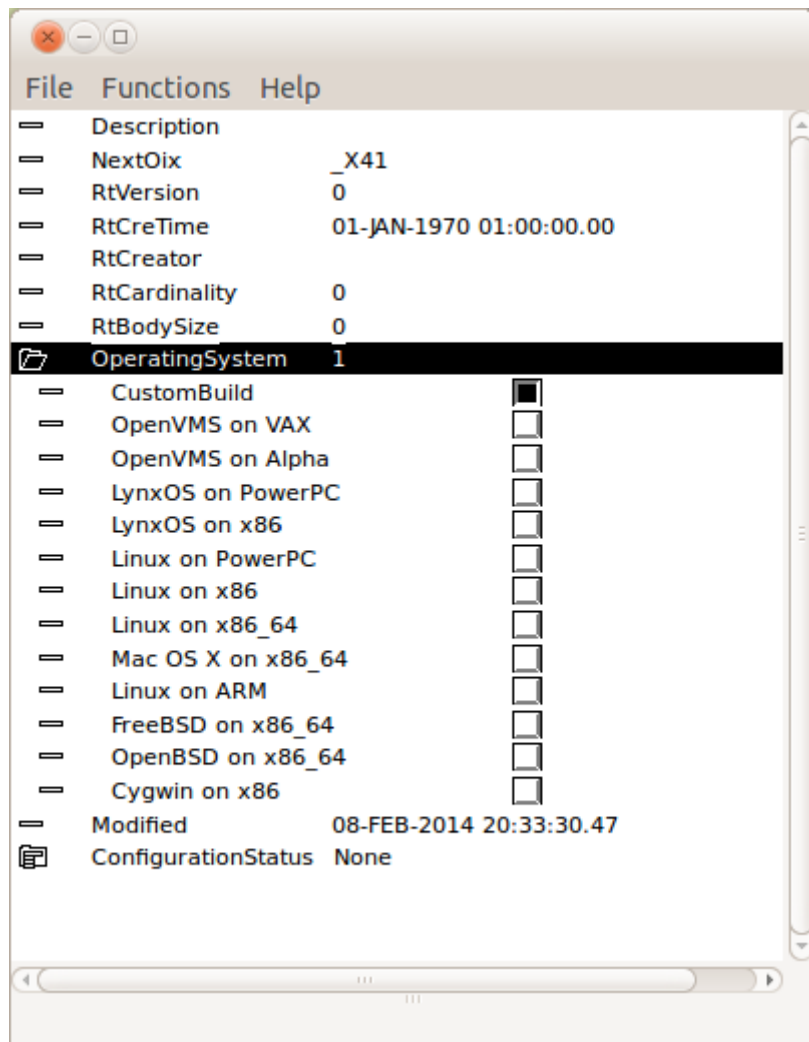 File Functions Help
Description
NextOix _X41
RtVersion 0
RtCreTime 01-JAN-1970 01:00:00.00
RtCreator
RtCardinality 0
RtBodySize 0
OperatingSystem 1
CustomBuild
OpenVMS on VAX
OpenVMS on Alpha
LynxOS on PowerPC
LynxOS on x86
Linux on PowerPC
Linux on x86
Linux on x86_64
Mac OS X on x86_64
Linux on ARM
FreeBSD on x86_64
OpenBSD on x86_64
Cygwin on x86
Modified 08-FEB-2014 20:33:30.47
ConfigurationStatus None